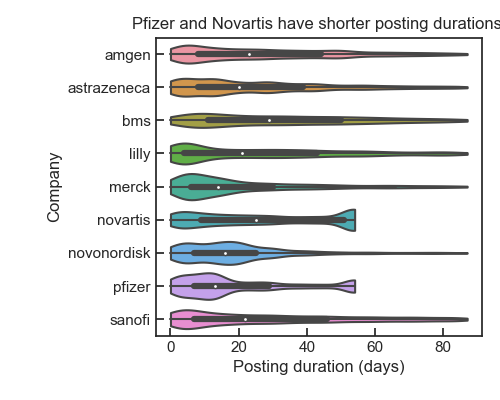 Pfizer and Novartis have shorter posting durations
amgen
astrazeneca
bms
lilly
merck
novartis
novonordisk
pfizer
sanofi
Company
0 20 40 60 80
Posting duration (days)